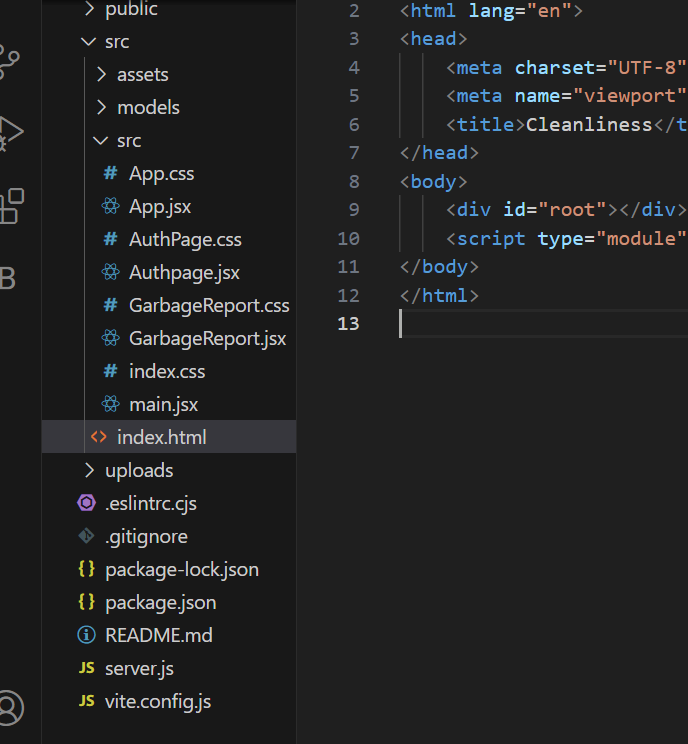 public
src
assets
models
src
# App.css
App.jsx
# AuthPage.css
Authpage.jsx
# GarbageReport.css
GarbageReport.jsx
# index.css
main.jsx
<> index.html
uploads
.eslintrc.cjs
.gitignore
{} package-lock.json
{} package.json
README.md
JS server.js
JS vite.config.js
B
2 <html lang="en">
3 <head>
4 <meta charset="UTF-8"
5 <meta name="viewport"
6 <title>Cleanliness</t
7 </head>
8 <body>
9 <div id="root"></div>
10 <script type="module"
11 </body>
12 </html>
13